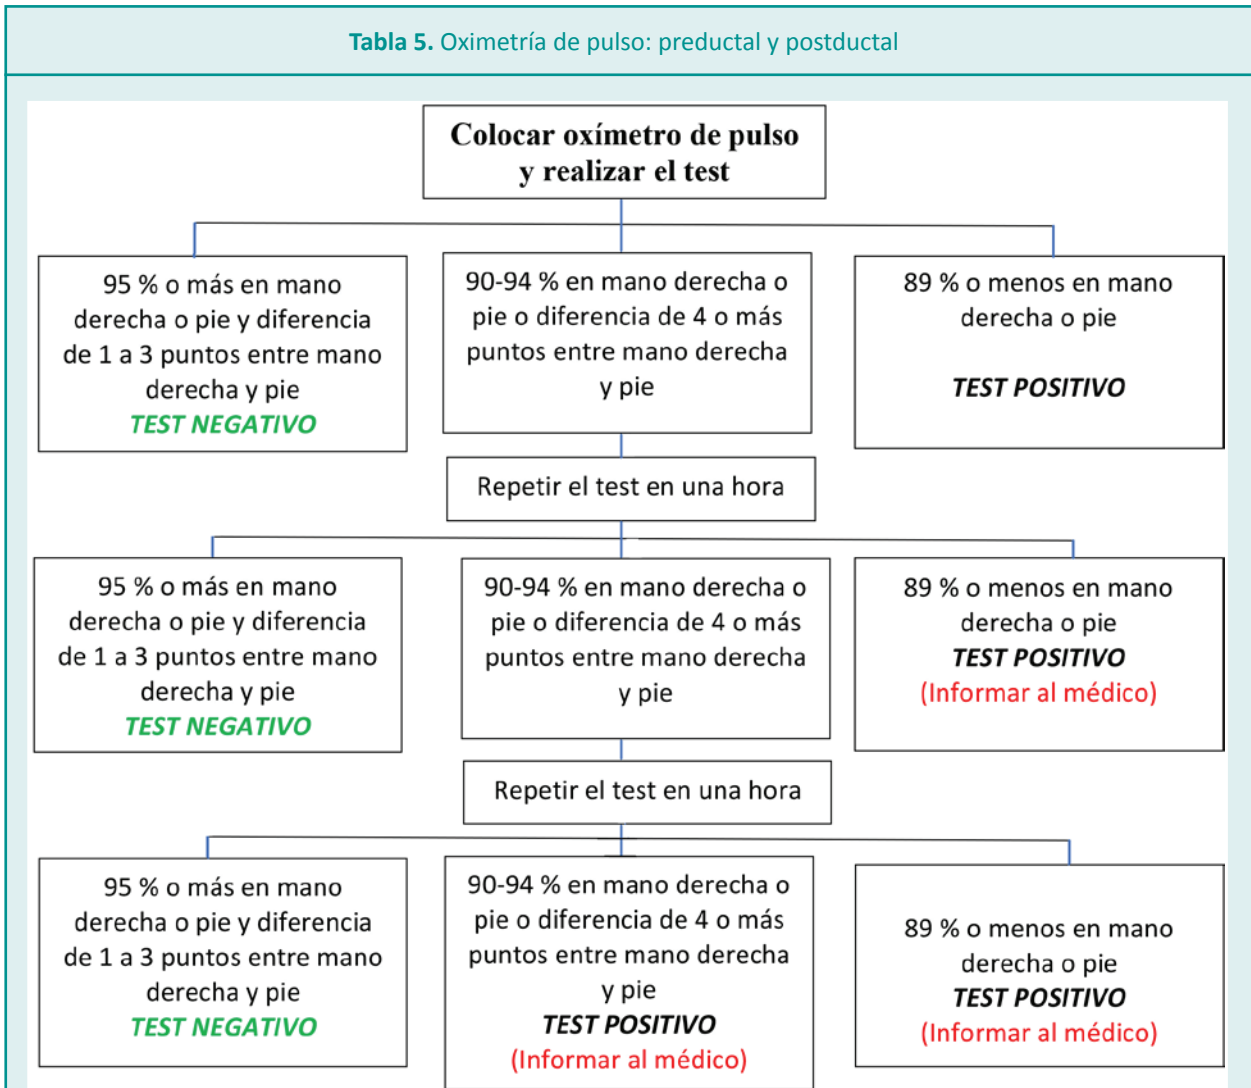 Tabla 5. Oximetría de pulso: preductal y postductal
Colocar oxímetro de pulso
y realizar el test
95 % o más en mano
derecha o pie y diferencia
de 1 a 3 puntos entre mano
derecha y pie
TEST NEGATIVO
90-94 % en mano derecha o
pie o diferencia de 4 o más
puntos entre mano derecha
y pie
89 % o menos en mano
derecha o pie
TEST POSITIVO
Repetir el test en una hora
95 % o más en mano
derecha o pie y diferencia
de 1 a 3 puntos entre mano
derecha y pie
TEST NEGATIVO
90-94 % en mano derecha o
pie o diferencia de 4 o más
puntos entre mano derecha
y pie
89 % o menos en mano
derecha o pie
TEST POSITIVO
(Informar al médico)
Repetir el test en una hora
95 % o más en mano
derecha o pie y diferencia
de 1 a 3 puntos entre mano
derecha y pie
TEST NEGATIVO
90-94 % en mano derecha o
pie o diferencia de 4 o más
puntos entre mano derecha
y pie
TEST POSITIVO
(Informar al médico)
89 % o menos en mano
derecha o pie
TEST POSITIVO
(Informar al médico)